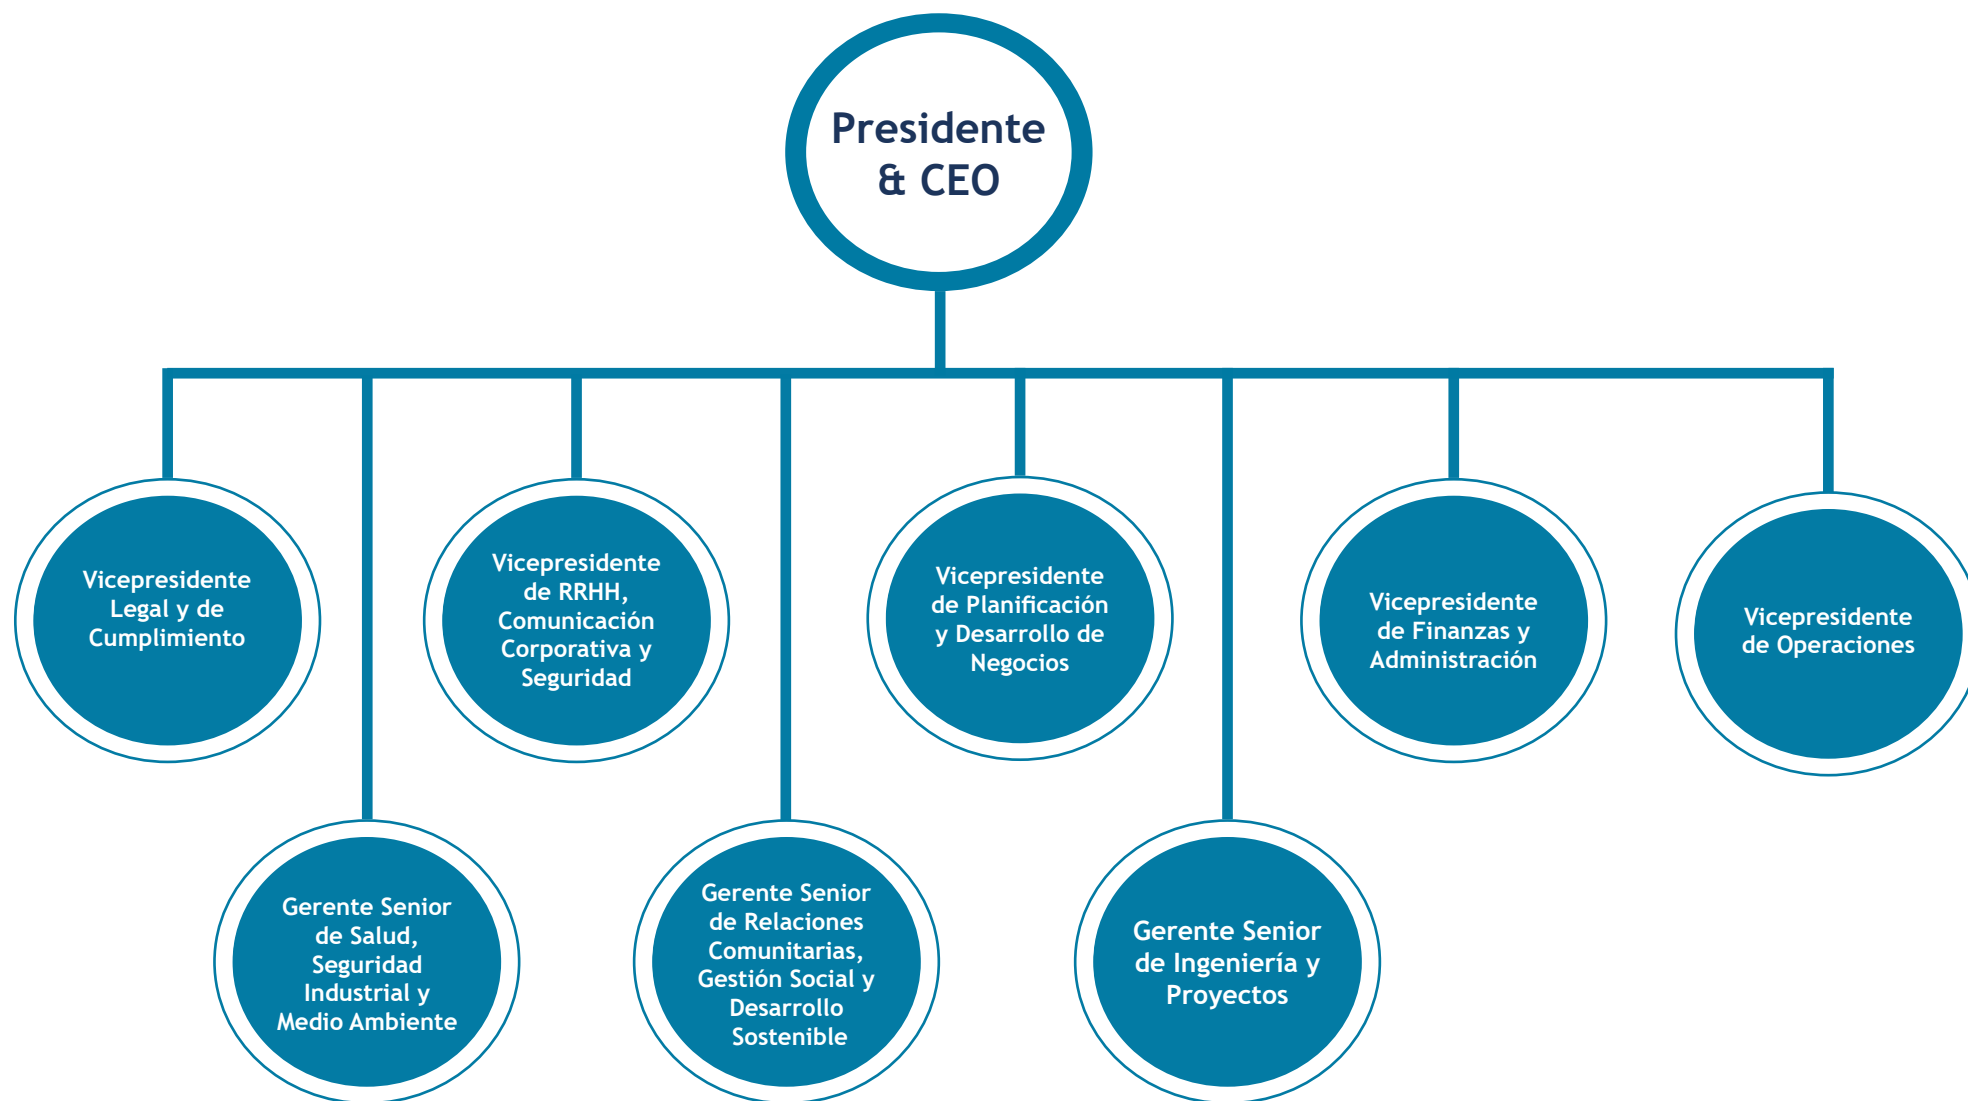 Presidente
& CEO
Vicepresidente
Legal y de
Cumplimiento
Vicepresidente
de RRHH,
Comunicación
Corporativa y
Seguridad
Vicepresidente
de Planificación
y Desarrollo de
Negocios
Vicepresidente
de Finanzas y
Administración
Vicepresidente
de Operaciones
Gerente Senior
de Salud,
Seguridad
Industrial y
Medio Ambiente
Gerente Senior
de Relaciones
Comunitarias,
Gestión Social y
Desarrollo
Sostenible
Gerente Senior
de Ingeniería y
Proyectos